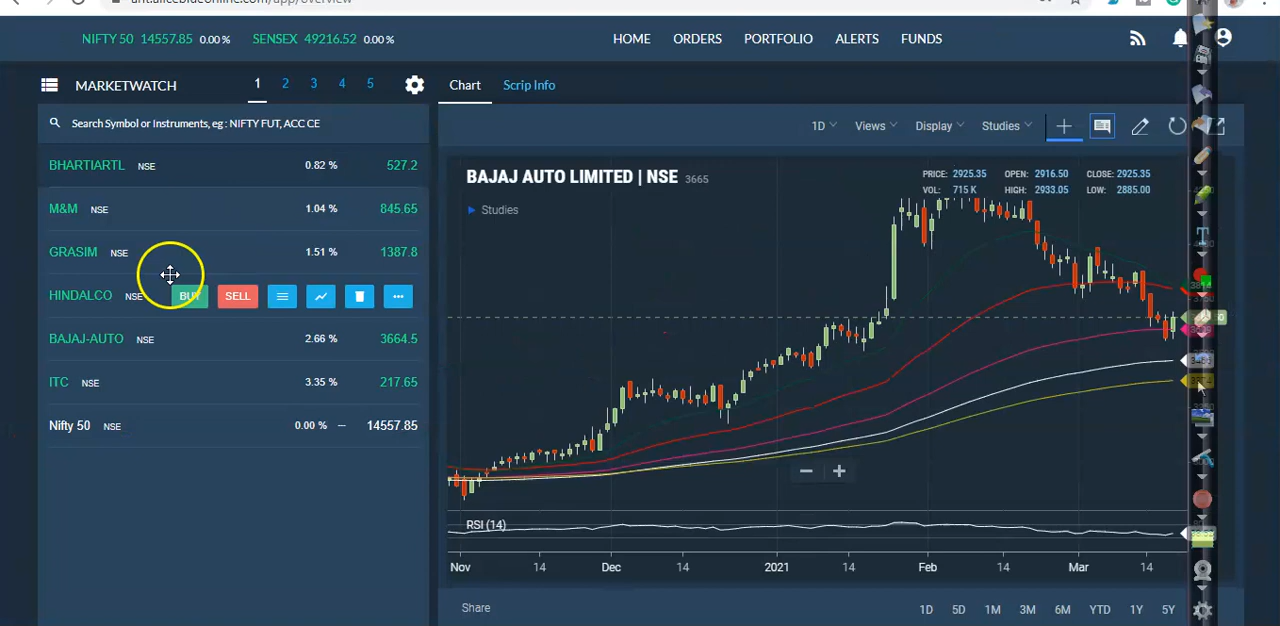 NIFTY 50 14557.85 0.00 % SENSEX 49216.52 0.00 % HOME ORDERS PORTFOLIO ALERTS FUNDS
MARKETWATCH 1 2 3 4 5
Chart Scrip Info
Search Symbol or Instruments, eg : NIFTY FUT, ACC CE
1D Views Display Studies
BHARTIARTL NSE 0.82 % 527.2
M&M NSE 1.04 % 845.65
GRASIM NSE 1.51 % 1387.8
HINDALCO NSE BUY SELL
BAJAJ-AUTO NSE 2.66 % 3664.5
ITC NSE 3.35 % 217.65
Nifty 50 NSE 0.00 % — 14557.85
BAJAJ AUTO LIMITED | NSE 3665
PRICE: 2925.35 OPEN: 2916.50 CLOSE: 2925.35
VOL: 715 K HIGH: 2933.05 LOW: 2885.00
Studies
RSI (14)
Nov 14 Dec 14 2021 14 Feb 14 Mar 14
Share 1D 5D 1M 3M 6M YTD 1Y 5Y